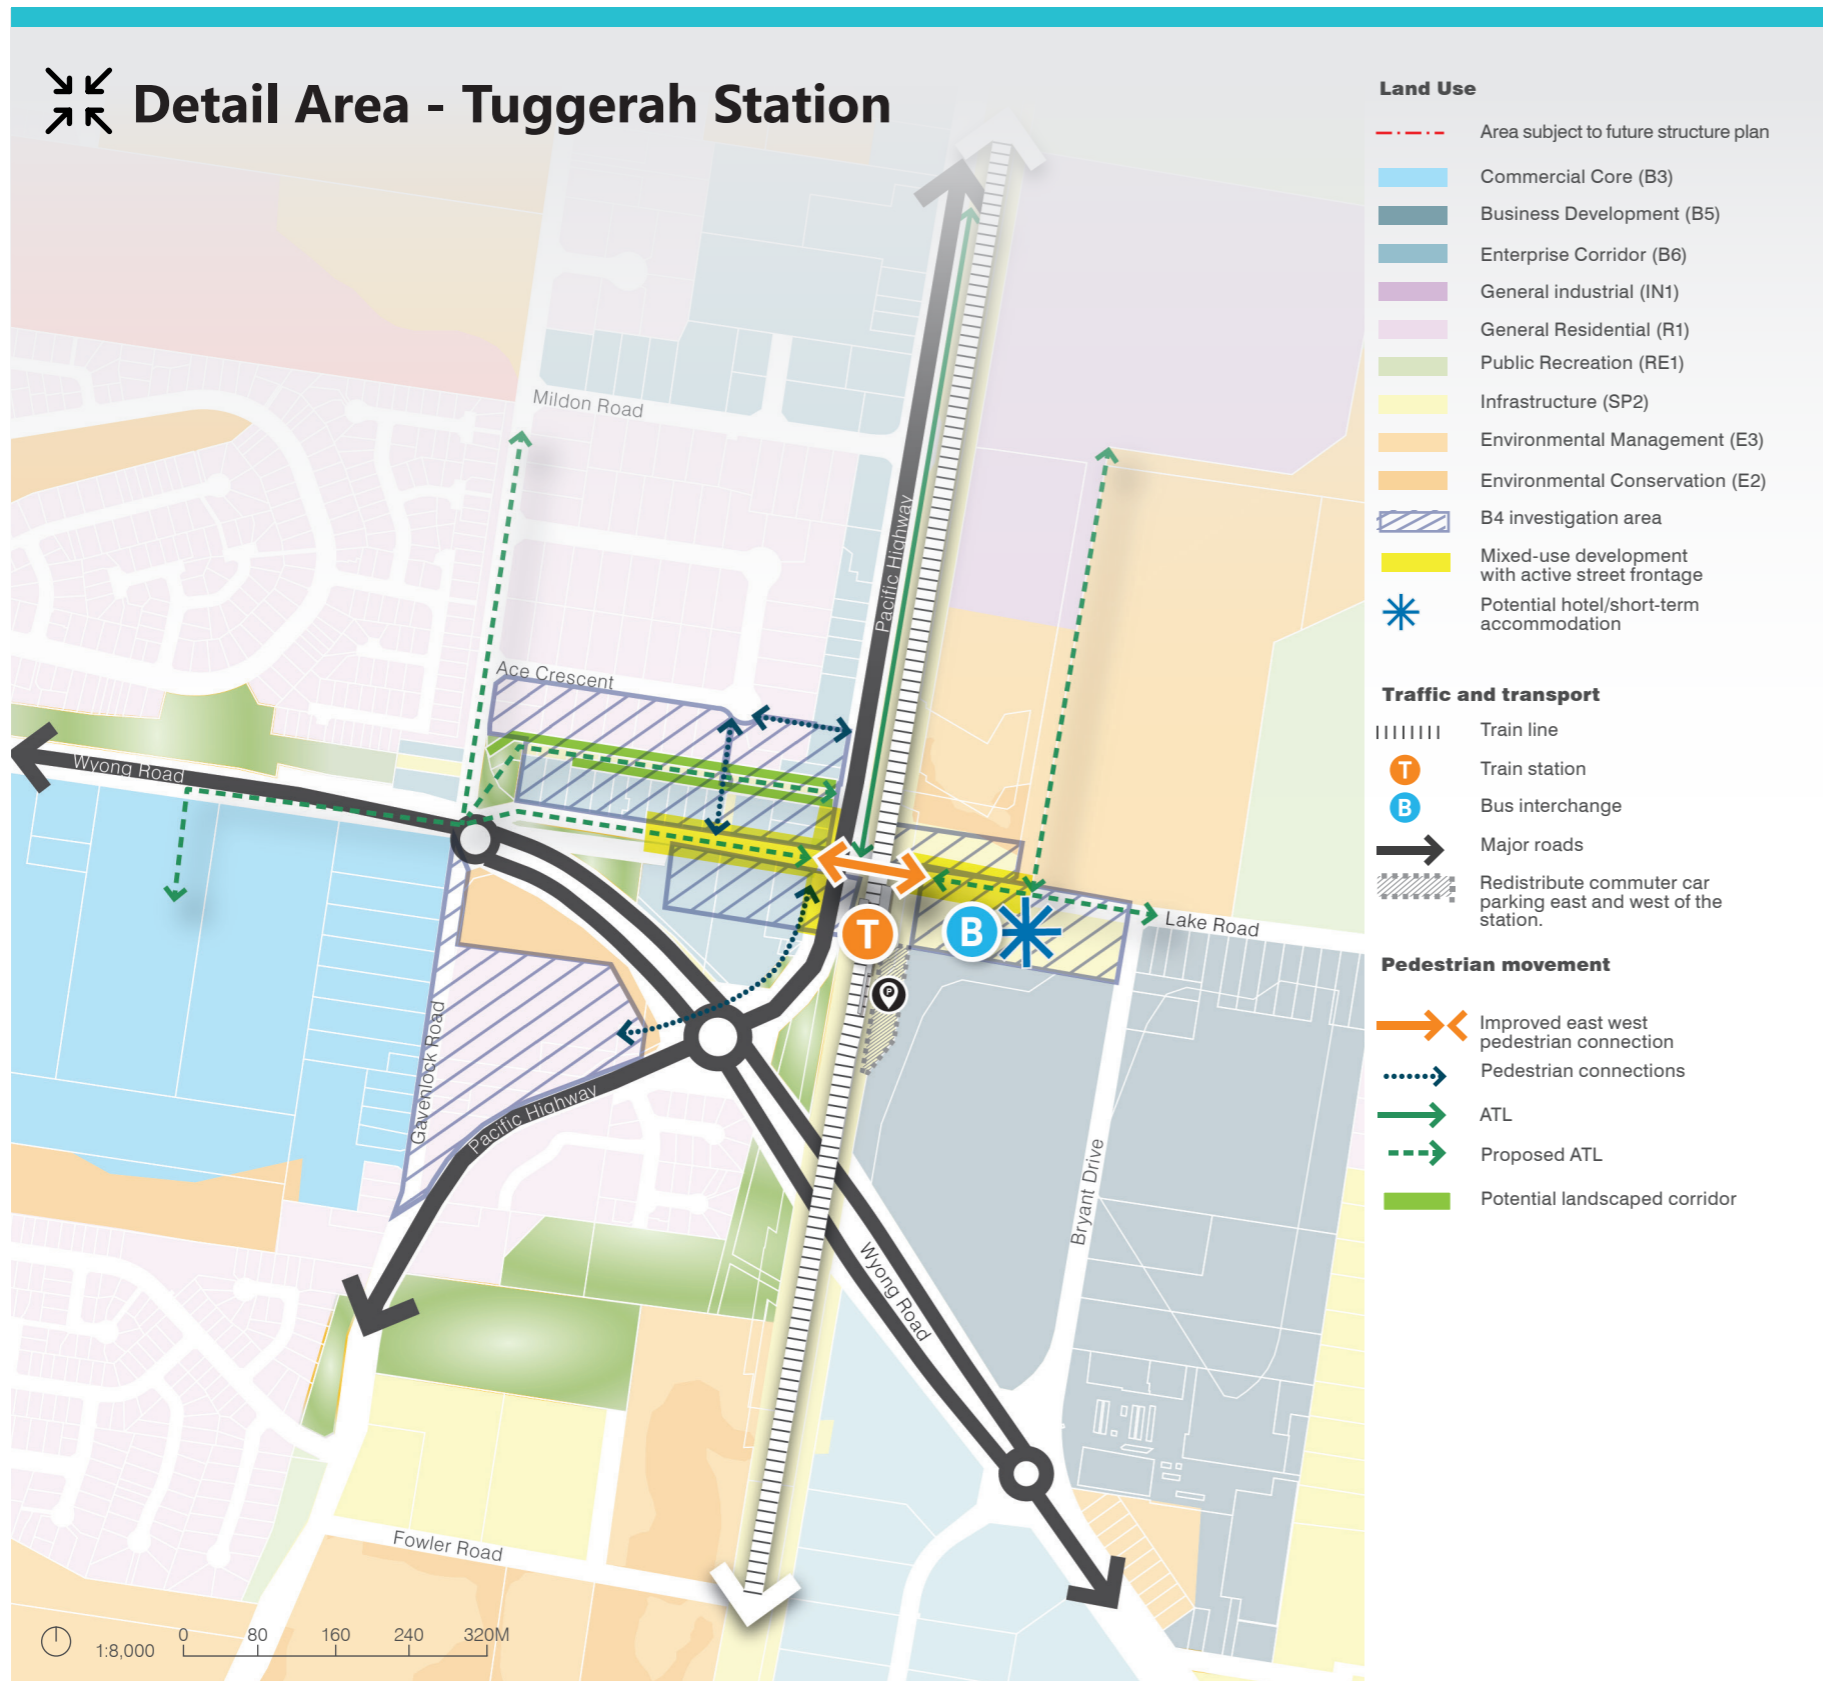 Detail Area - Tuggerah Station
Mildon Road
Pacific Highway
Ace Crescent
Wyong Road
Lake Road
Gavenlock Road
Pacific Highway
Bryant Drive
Wyong Road
Fowler Road
T
B
P
1:8,000
0 80 160 240 320M
Land Use
Area subject to future structure plan
Commercial Core (B3)
Business Development (B5)
Enterprise Corridor (B6)
General industrial (IN1)
General Residential (R1)
Public Recreation (RE1)
Infrastructure (SP2)
Environmental Management (E3)
Environmental Conservation (E2)
B4 investigation area
Mixed-use development
with active street frontage
Potential hotel/short-term
accommodation
Traffic and transport
Train line
T Train station
B Bus interchange
Major roads
Redistribute commuter car
parking east and west of the
station.
Pedestrian movement
Improved east west
pedestrian connection
Pedestrian connections
ATL
Proposed ATL
Potential landscaped corridor